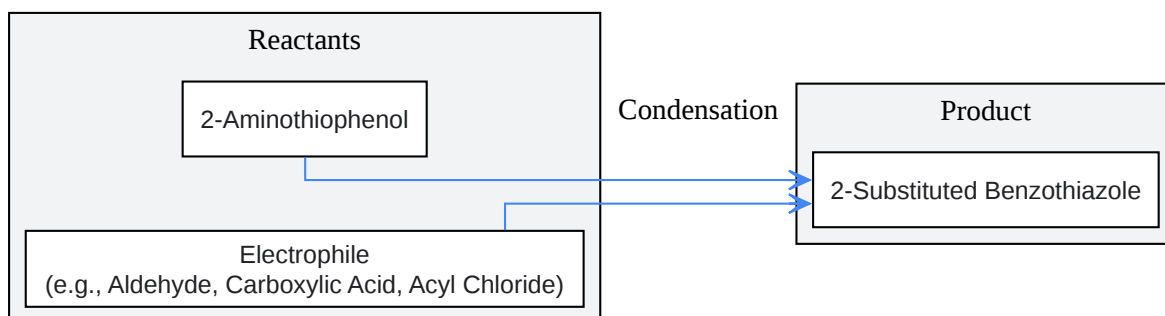 Reactants
2-Aminothiophenol
Electrophile
(e.g., Aldehyde, Carboxylic Acid, Acyl Chloride)
Condensation
Product
2-Substituted Benzothiazole